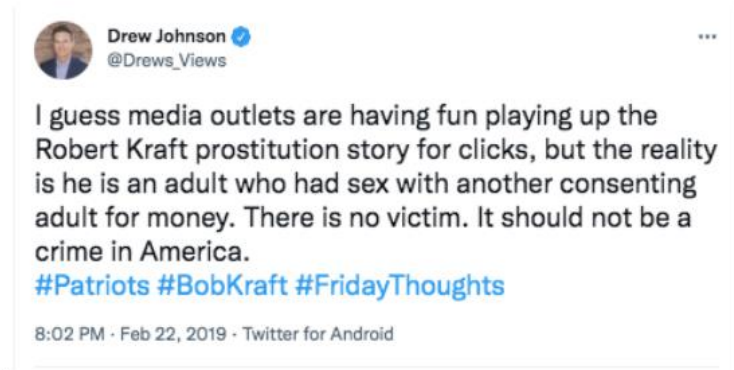 Drew Johnson
@Drews_Views
I guess media outlets are having fun playing up the
Robert Kraft prostitution story for clicks, but the reality
is he is an adult who had sex with another consenting
adult for money. There is no victim. It should not be a
crime in America.
#Patriots #BobKraft #FridayThoughts
8:02 PM · Feb 22, 2019 · Twitter for Android